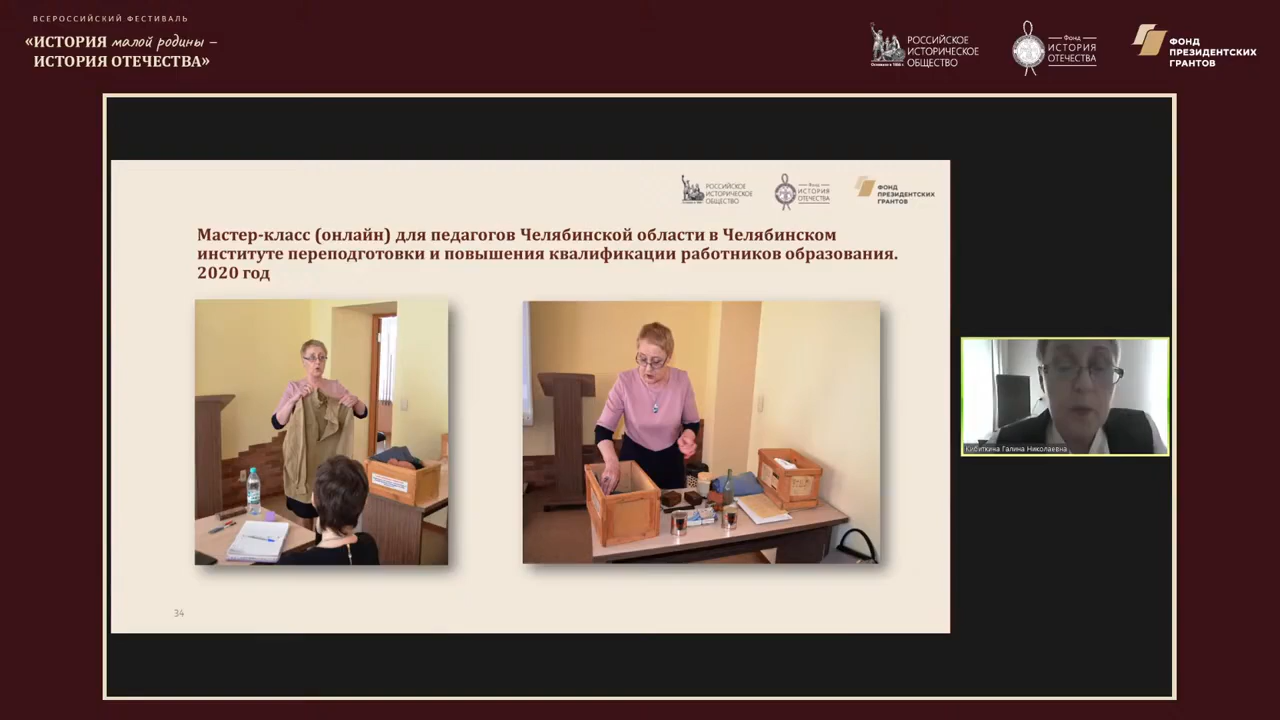 ВСЕРОССИЙСКИЙ ФЕСТИВАЛЬ
«ИСТОРИЯ малой родины –
ИСТОРИЯ ОТЕЧЕСТВА»
РОССИЙСКОЕ
ИСТОРИЧЕСКОЕ
ОБЩЕСТВО
Фонд
ИСТОРИЯ
ОТЕЧЕСТВА
ФОНД
ПРЕЗИДЕНТСКИХ
ГРАНТОВ
РОССИЙСКОЕ
ИСТОРИЧЕСКОЕ
ОБЩЕСТВО
Фонд
ИСТОРИЯ
ОТЕЧЕСТВА
ФОНД
ПРЕЗИДЕНТСКИХ
ГРАНТОВ
Мастер-класс (онлайн) для педагогов Челябинской области в Челябинском
институте переподготовки и повышения квалификации работников образования.
2020 год
Кибиткина Галина Николаевна
34